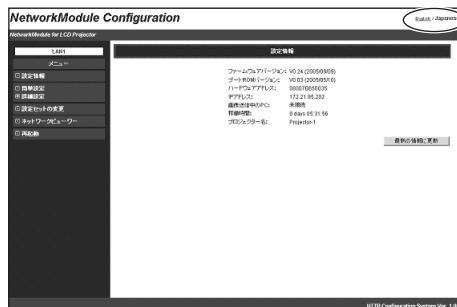 NetworkModule Configuration
English / Japanese
NetworkModule for LCD Projector
LAN1
メニュー
設定情報
簡単設定
詳細設定
設定セットの変更
ネットワークビューワー
再起動
設定情報
ファームウェアバージョン: V0.24 (2005/09/09)
ブートROMバージョン: V0.03 (2005/05/10)
ハードウェアアドレス: 00007B650035
IPアドレス: 172.21.95.202
画像送信中のPC: 未接続
稼働時間: 0 days 05:31:56
プロジェクター名: Projector-1
最新の情報に更新
HTTP Configuration System Ver. 1.0